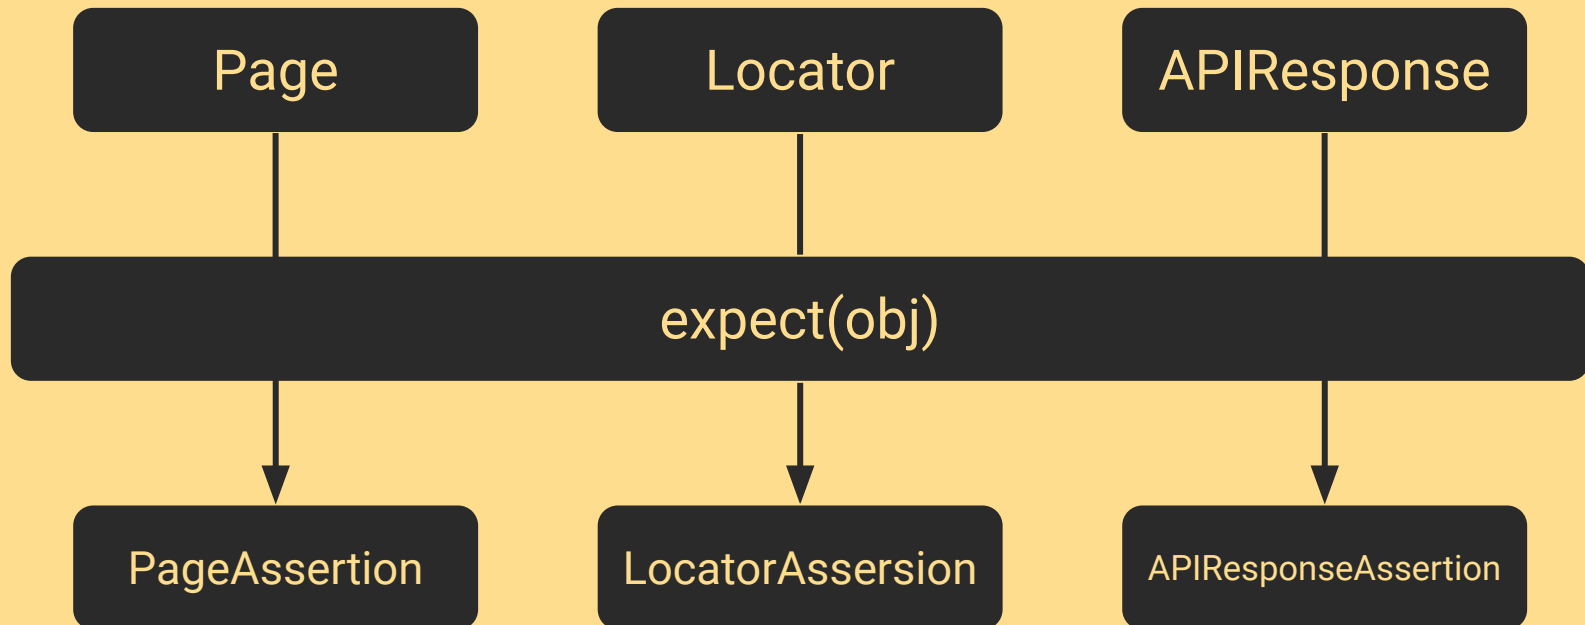 Page
Locator
APIResponse
expect(obj)
PageAssertion
LocatorAssersion
APIResponseAssertion